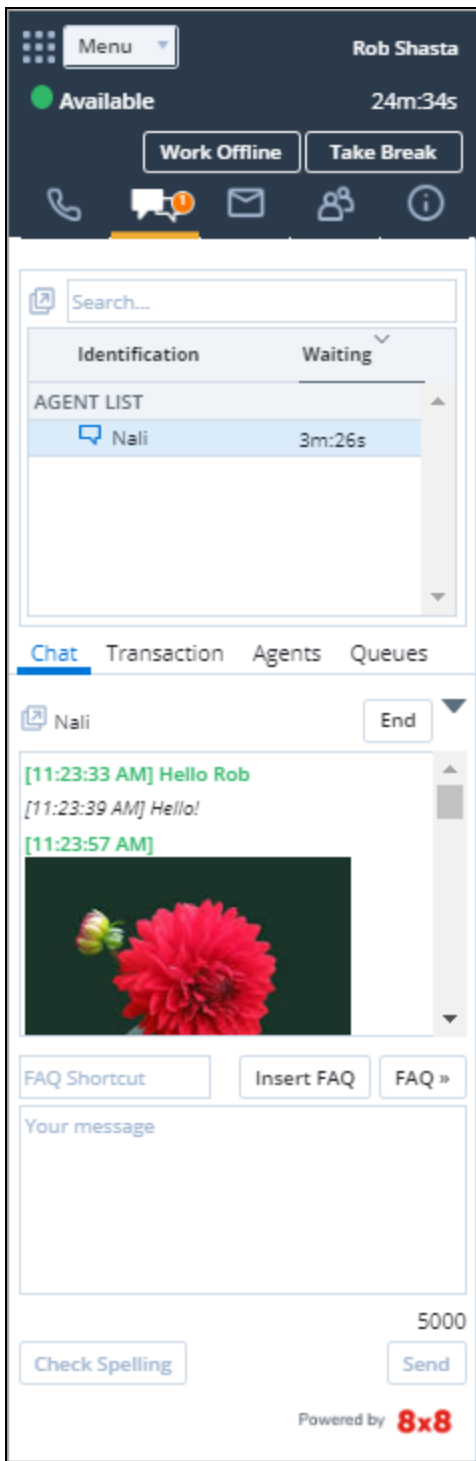 Menu Rob Shasta
Available 24m:34s
Work Offline Take Break
1
Search...
Identification Waiting
AGENT LIST
Nali 3m:26s
Chat Transaction Agents Queues
Nali End
[11:23:33 AM] Hello Rob
[11:23:39 AM] Hello!
[11:23:57 AM]
FAQ Shortcut Insert FAQ FAQ »
Your message
5000
Check Spelling Send
Powered by 8x8